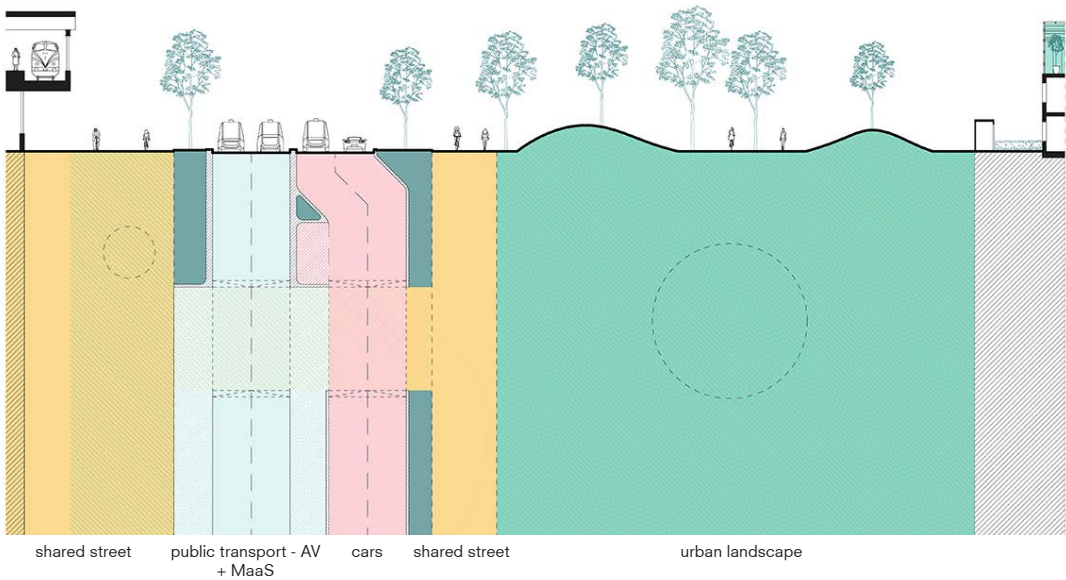 shared street
public transport - AV
+ MaaS
cars
shared street
urban landscape